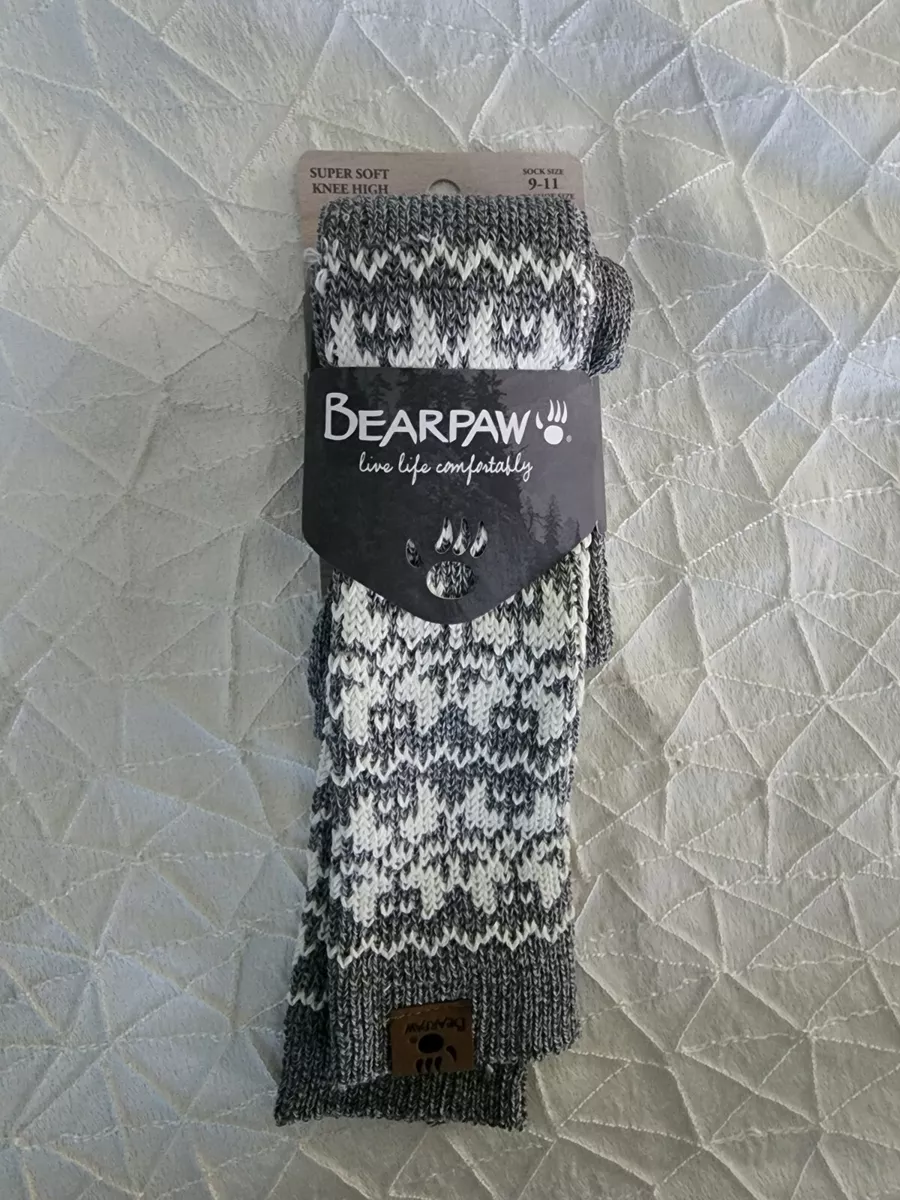 SUPER SOFT
KNEE HIGH
SOCK SIZE
9-11
BEARPAW®
live life comfortably
BEARPAW